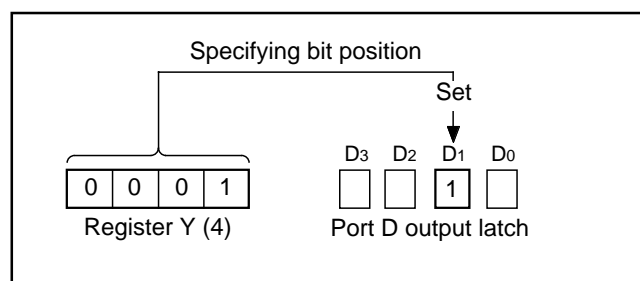 Specifying bit position
Set
D3 D2 D1 D0
0 0 0 1 1
Register Y (4) Port D output latch